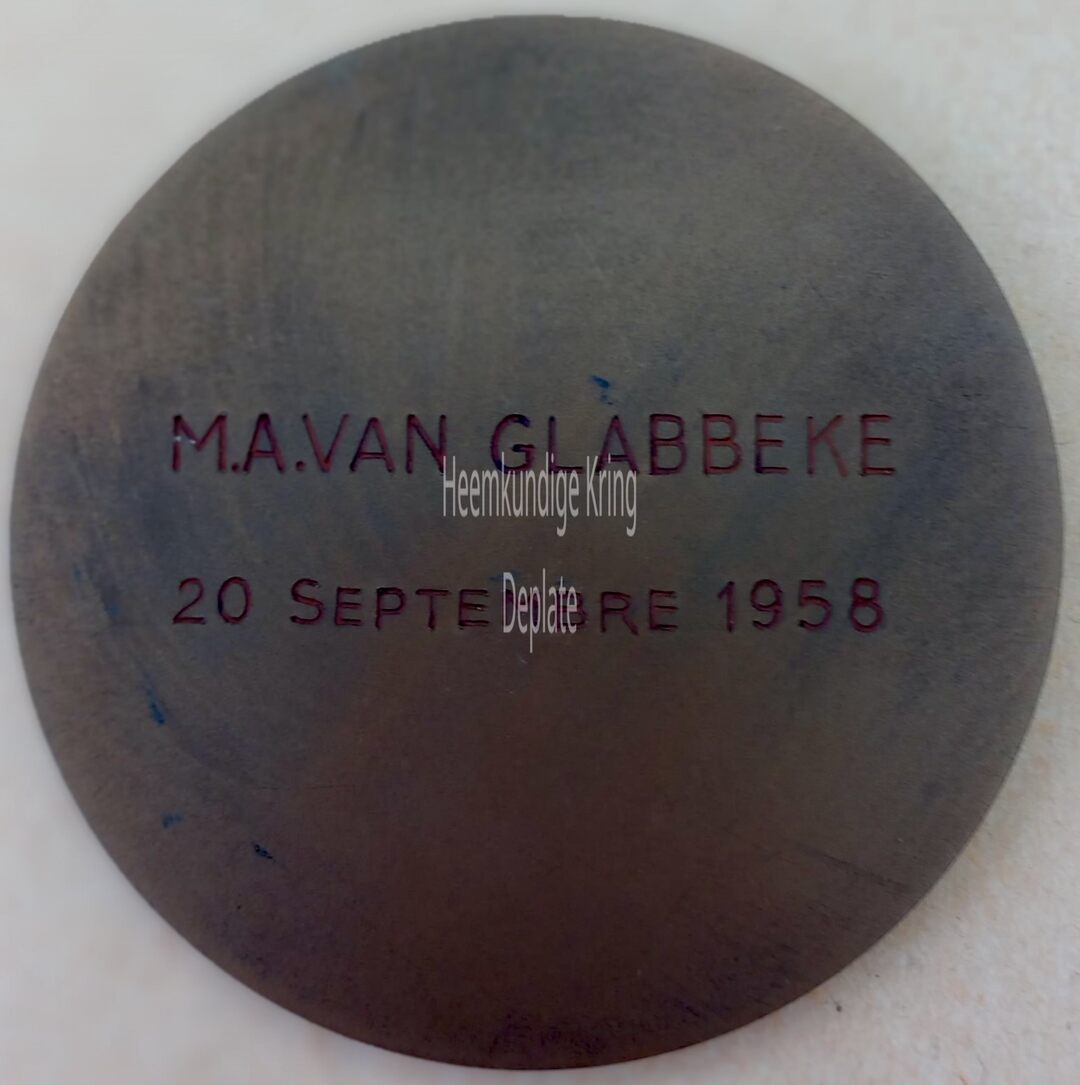 M.A.VAN GLABBEKE
Heemkundige Kring
20 SEPTEMBRE 1958
Deplate